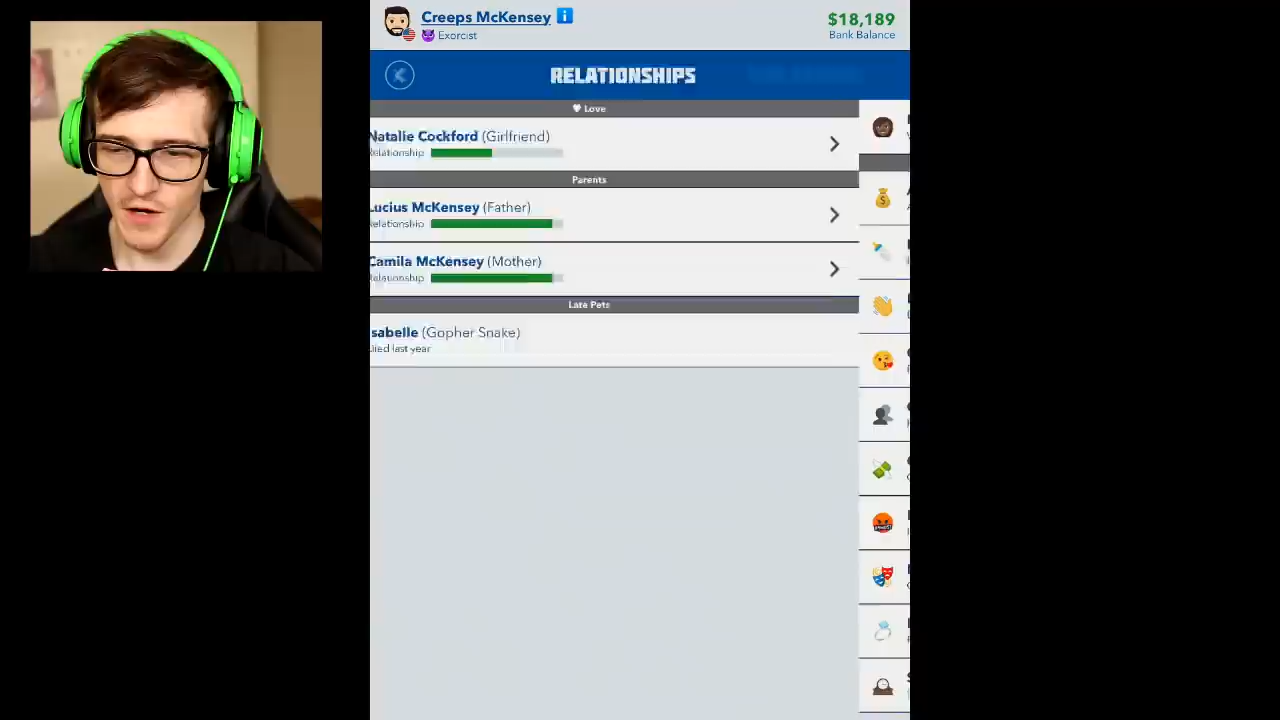 Creeps McKensey
Exorcist
$18,189
Bank Balance
RELATIONSHIPS
Love
Natalie Cockford (Girlfriend)
Relationship
Parents
Lucius McKensey (Father)
Relationship
Camila McKensey (Mother)
Relationship
Late Pets
sabelle (Gopher Snake)
Died last year